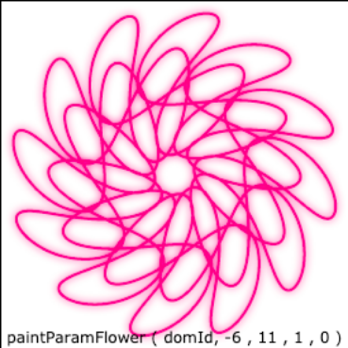 paintParamFlower ( domId, -6 , 11 , 1 , 0 )